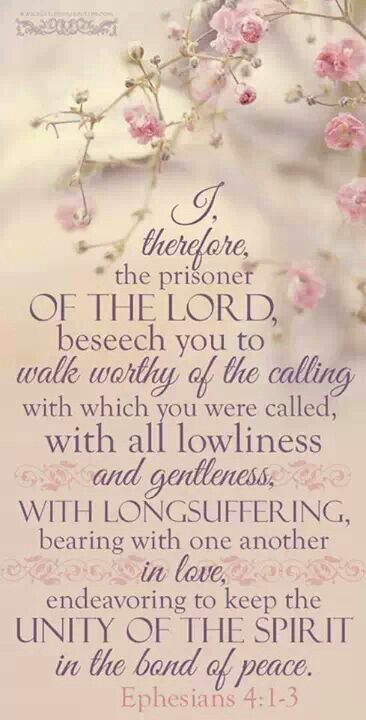 I,
therefore,
the prisoner
OF THE LORD,
beseech you to
walk worthy of the calling
with which you were called,
with all lowliness
and gentleness,
WITH LONGSUFFERING,
bearing with one another
in love,
endeavoring to keep the
UNITY OF THE SPIRIT
in the bond of peace.
Ephesians 4:1-3